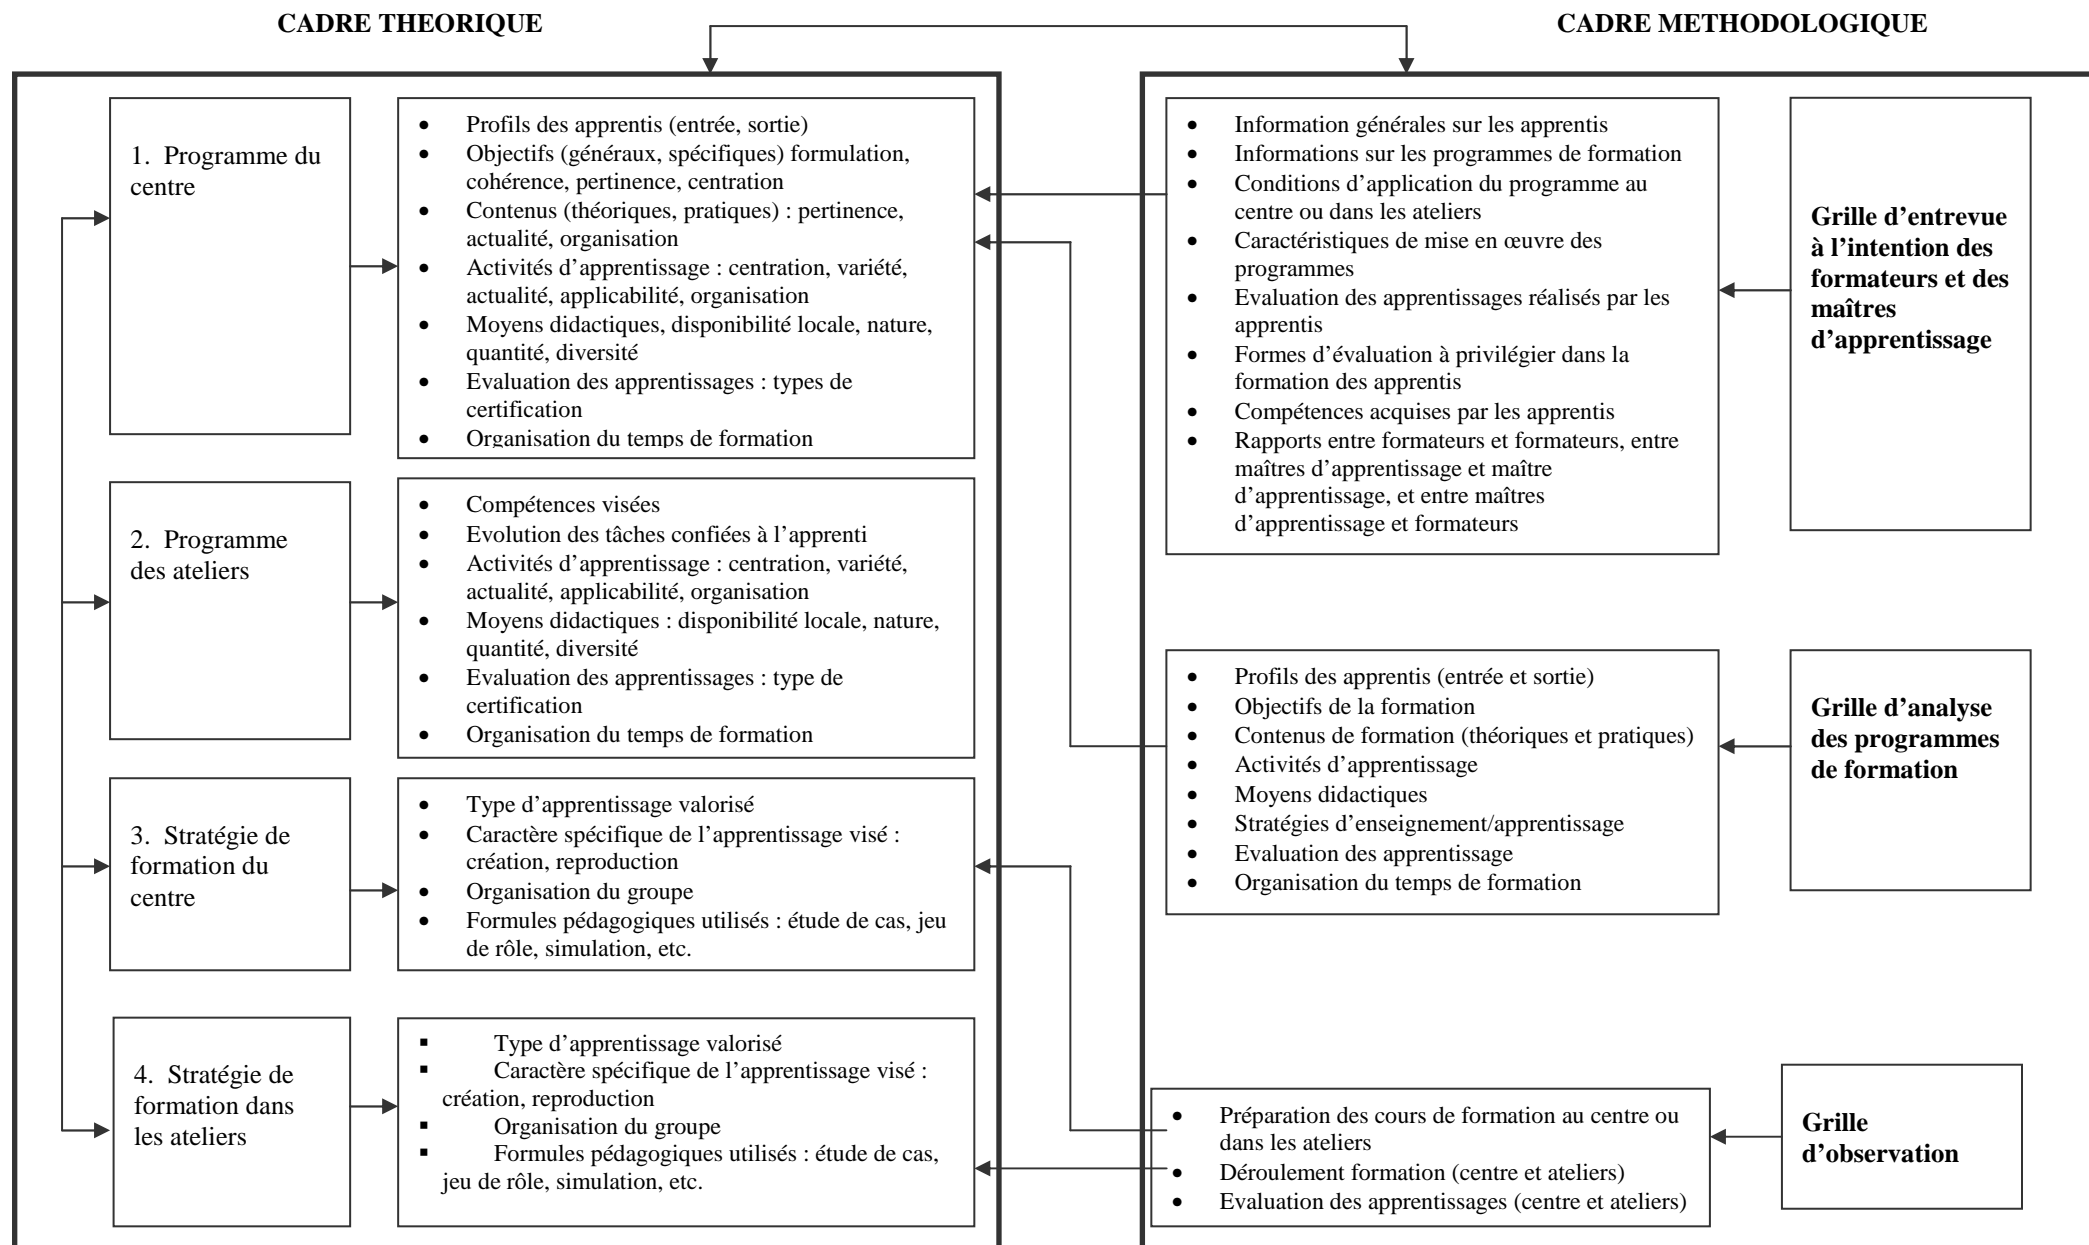 CADRE THEORIQUE
CADRE METHODOLOGIQUE
1. Programme du
centre
• Profils des apprentis (entrée, sortie)
• Objectifs (généraux, spécifiques) formulation,
cohérence, pertinence, centration
• Contenus (théoriques, pratiques) : pertinence,
actualité, organisation
• Activités d’apprentissage : centration, variété,
actualité, applicabilité, organisation
• Moyens didactiques, disponibilité locale, nature,
quantité, diversité
• Evaluation des apprentissages : types de
certification
• Organisation du temps de formation
2. Programme
des ateliers
• Compétences visées
• Evolution des tâches confiées à l’apprenti
• Activités d’apprentissage : centration, variété,
actualité, applicabilité, organisation
• Moyens didactiques : disponibilité locale, nature,
quantité, diversité
• Evaluation des apprentissages : type de
certification
• Organisation du temps de formation
3. Stratégie de
formation du
centre
• Type d’apprentissage valorisé
• Caractère spécifique de l’apprentissage visé :
création, reproduction
• Organisation du groupe
• Formules pédagogiques utilisés : étude de cas, jeu
de rôle, simulation, etc.
4. Stratégie de
formation dans
les ateliers
▪ Type d’apprentissage valorisé
▪ Caractère spécifique de l’apprentissage visé :
création, reproduction
▪ Organisation du groupe
▪ Formules pédagogiques utilisés : étude de cas,
jeu de rôle, simulation, etc.
• Information générales sur les apprentis
• Informations sur les programmes de formation
• Conditions d’application du programme au
centre ou dans les ateliers
• Caractéristiques de mise en œuvre des
programmes
• Evaluation des apprentissages réalisés par les
apprentis
• Formes d’évaluation à privilégier dans la
formation des apprentis
• Compétences acquises par les apprentis
• Rapports entre formateurs et formateurs, entre
maîtres d’apprentissage et maître
d’apprentissage, et entre maîtres
d’apprentissage et formateurs
Grille d’entrevue
à l’intention des
formateurs et des
maîtres
d’apprentissage
• Profils des apprentis (entrée et sortie)
• Objectifs de la formation
• Contenus de formation (théoriques et pratiques)
• Activités d’apprentissage
• Moyens didactiques
• Stratégies d’enseignement/apprentissage
• Evaluation des apprentissage
• Organisation du temps de formation
Grille d’analyse
des programmes
de formation
• Préparation des cours de formation au centre ou
dans les ateliers
• Déroulement formation (centre et ateliers)
• Evaluation des apprentissages (centre et ateliers)
Grille
d’observation